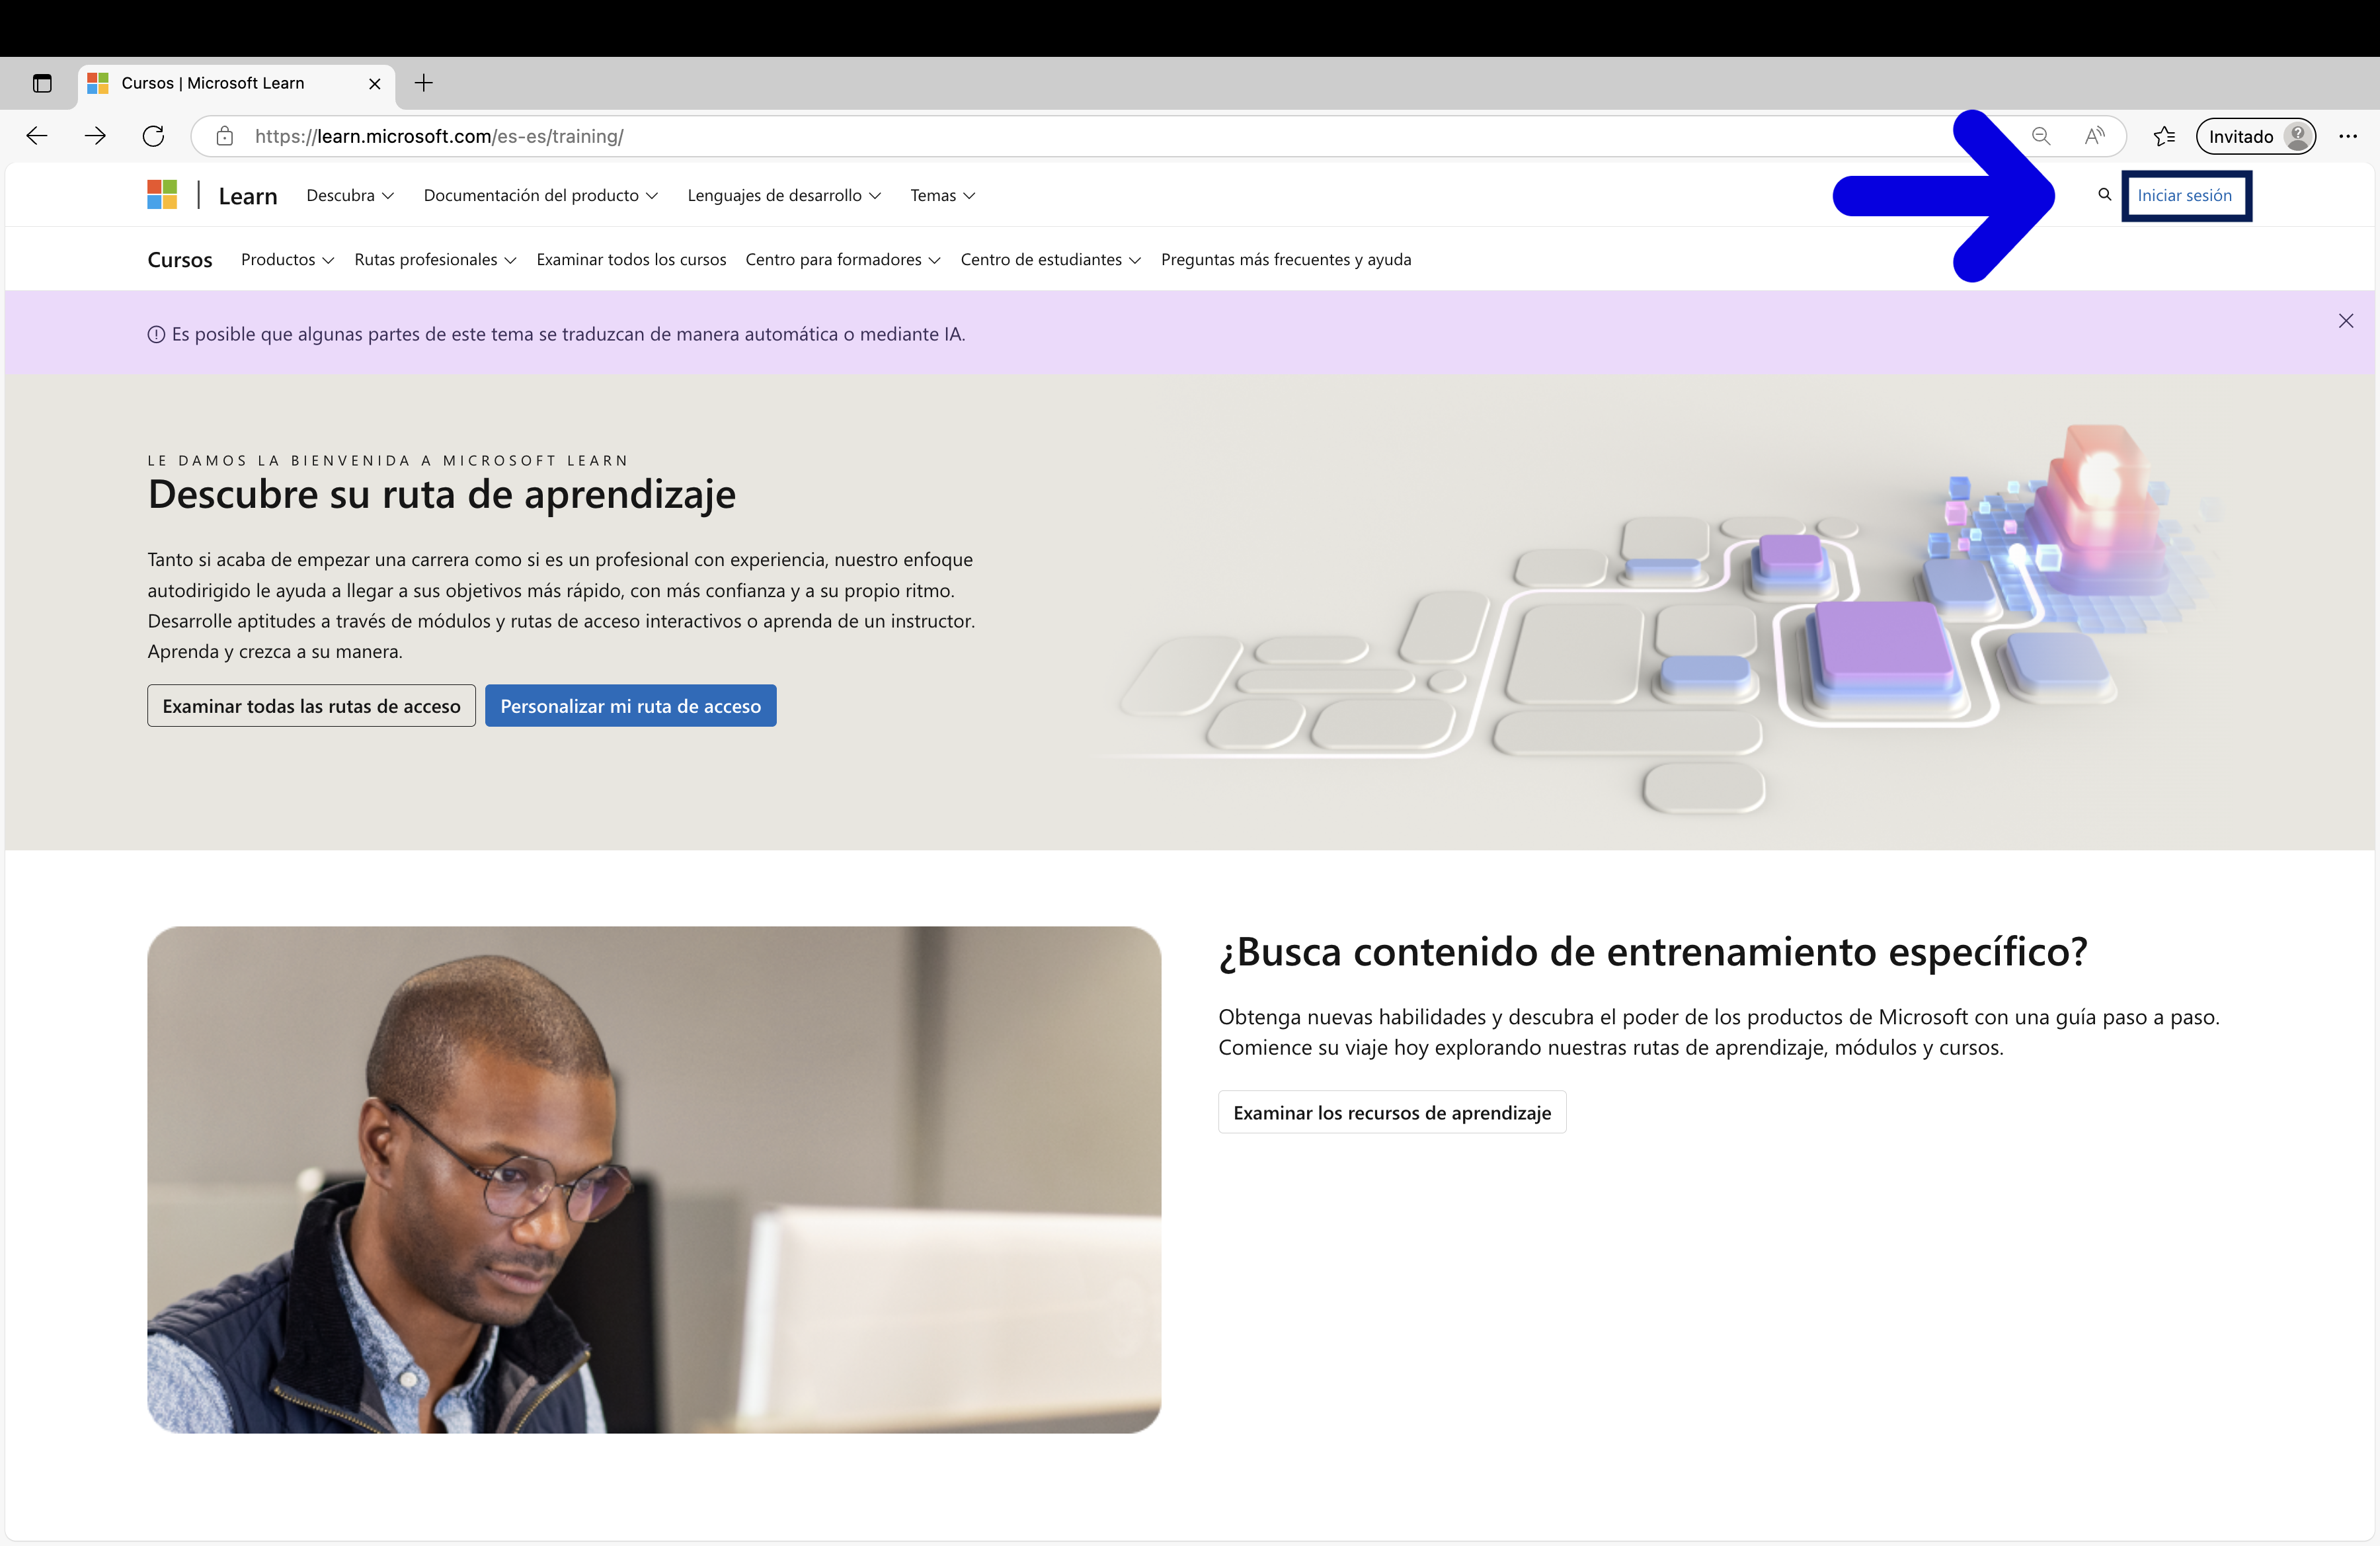 Cursos | Microsoft Learn
https://learn.microsoft.com/es-es/training/
Invitado
Learn Descubra Documentación del producto Lenguajes de desarrollo Temas Iniciar sesión
Cursos Productos Rutas profesionales Examinar todos los cursos Centro para formadores Centro de estudiantes Preguntas más frecuentes y ayuda
Es posible que algunas partes de este tema se traduzcan de manera automática o mediante IA.
LE DAMOS LA BIENVENIDA A MICROSOFT LEARN
Descubre su ruta de aprendizaje
Tanto si acaba de empezar una carrera como si es un profesional con experiencia, nuestro enfoque
autodirigido le ayuda a llegar a sus objetivos más rápido, con más confianza y a su propio ritmo.
Desarrolle aptitudes a través de módulos y rutas de acceso interactivos o aprenda de un instructor.
Aprenda y crezca a su manera.
Examinar todas las rutas de acceso Personalizar mi ruta de acceso
¿Busca contenido de entrenamiento específico?
Obtenga nuevas habilidades y descubra el poder de los productos de Microsoft con una guía paso a paso.
Comience su viaje hoy explorando nuestras rutas de aprendizaje, módulos y cursos.
Examinar los recursos de aprendizaje